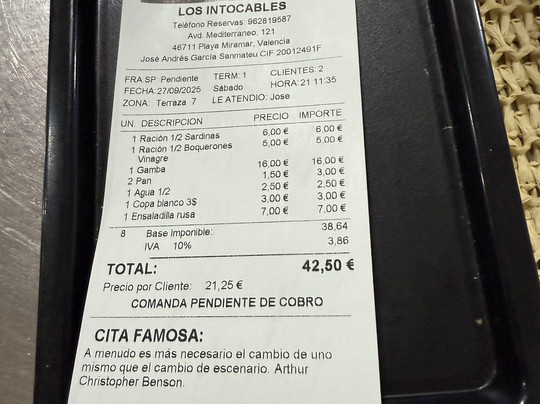 LOS INTOCABLES
Teléfono Reservas. 962819587
Avd. Mediterraneo, 121
46711 Playa Miramar, Valencia
José Andrés García Sanmateu CIF 20012491F
FRA.SP: Pendiente TERM: 1 CLIENTES: 2
FECHA: 27/09/2025 Sábado HORA: 21:11:35
ZONA: Terraza 7 LE ATENDIO: Jose
UN. DESCRIPCION PRECIO IMPORTE
1 Ración 1/2 Sardinas 6,00 € 6,00 €
1 Ración 1/2 Boquerones 5,00 € 5,00 €
Vinagre
1 Gamba 16,00 € 16,00 €
2 Pan 1,50 € 3,00 €
1 Agua 1/2 2,50 € 2,50 €
1 Copa blanco 3$ 3,00 € 3,00 €
1 Ensaladilla rusa 7,00 € 7,00 €
8 Base Imponible: 38,64
IVA 10% 3,86
TOTAL: 42,50 €
Precio por Cliente: 21,25 €
COMANDA PENDIENTE DE COBRO
CITA FAMOSA:
A menudo es más necesario el cambio de uno
mismo que el cambio de escenario. Arthur
Christopher Benson.